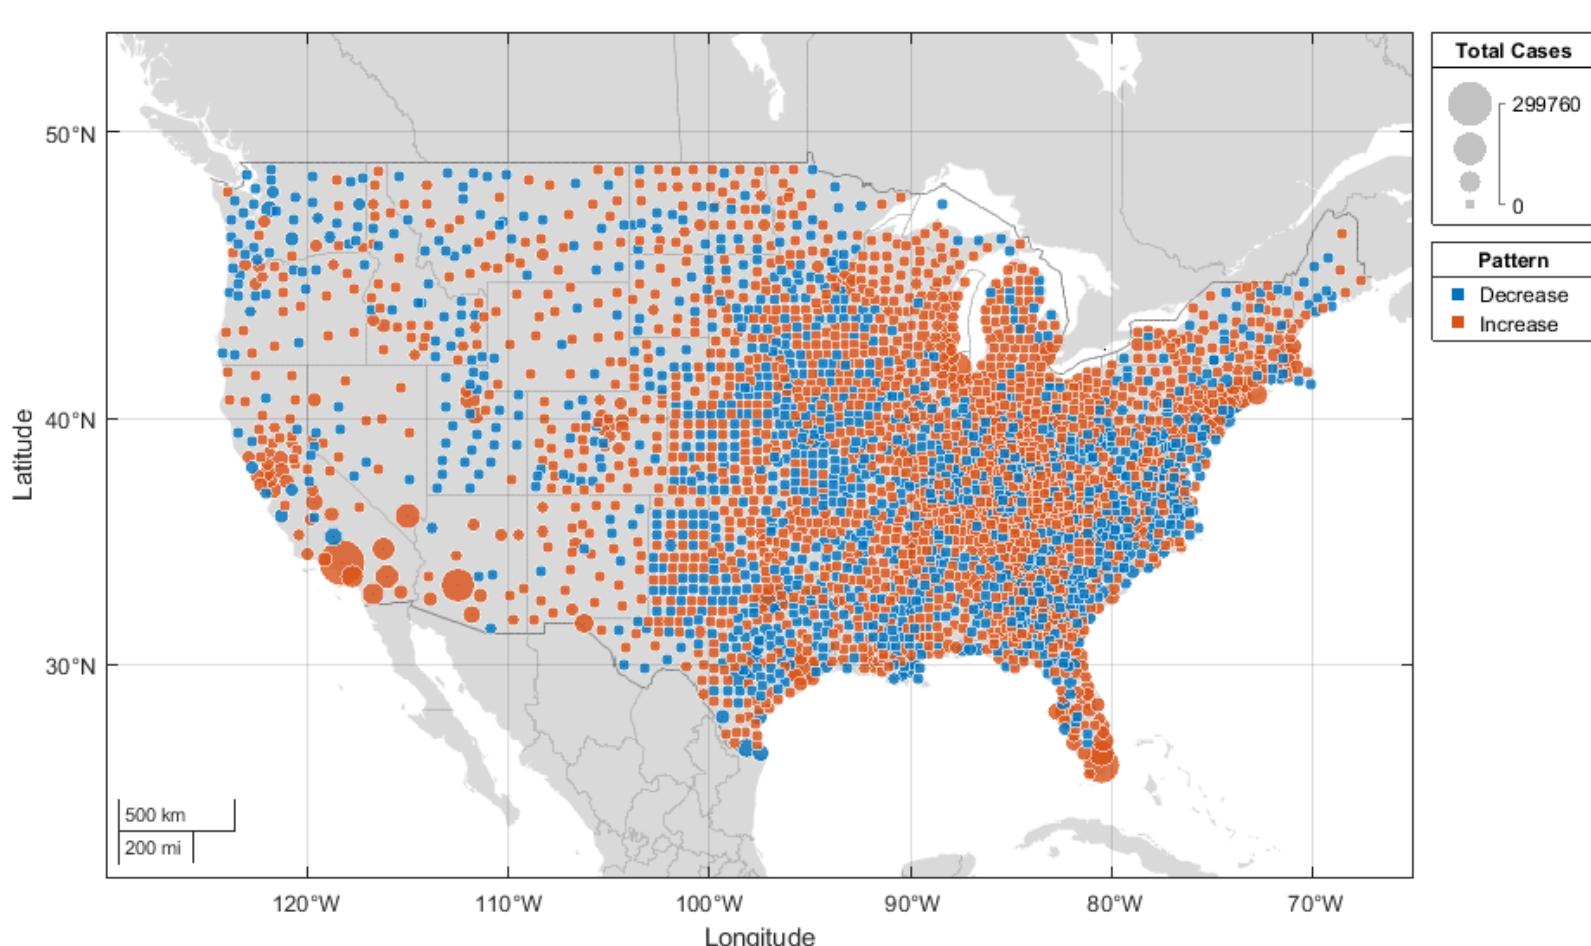 Total Cases
299760
0
Pattern
Decrease
Increase
50°N
40°N
30°N
Latitude
500 km
200 mi
120°W 110°W 100°W 90°W 80°W 70°W
Longitude